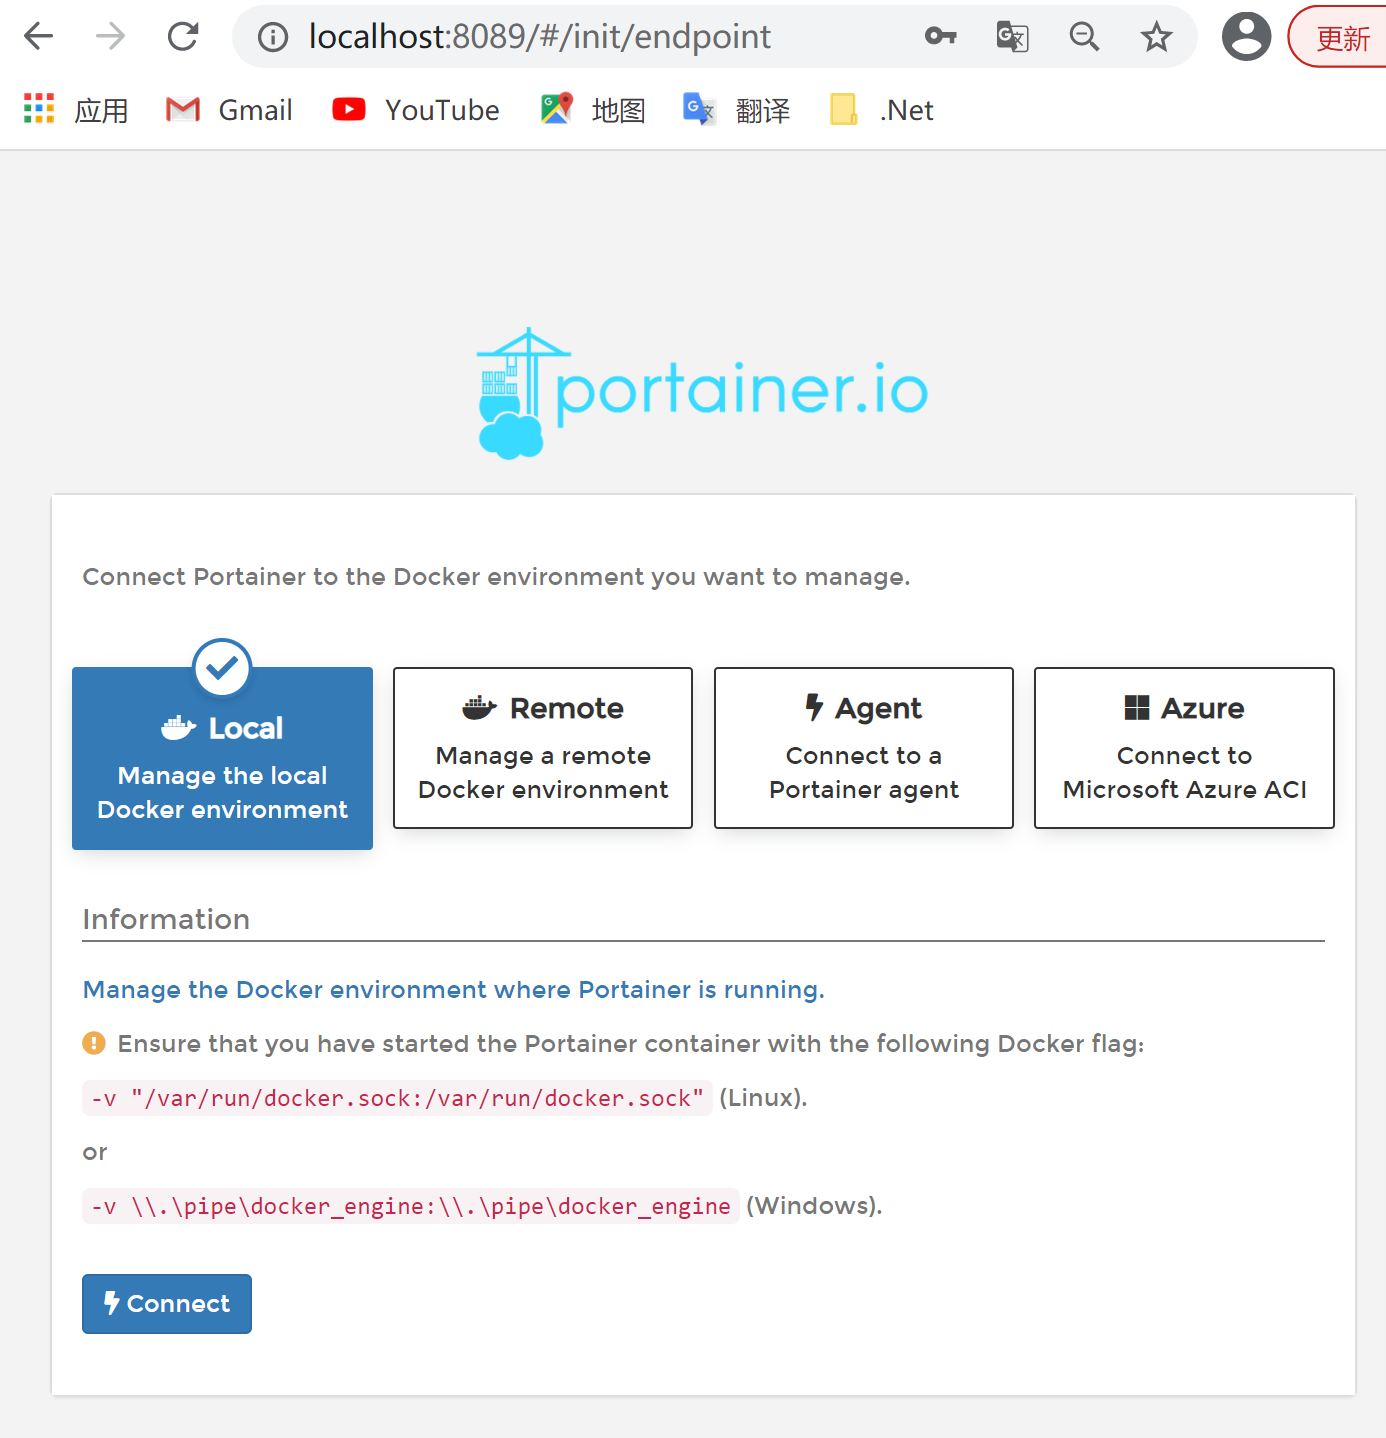 localhost:8089/#/init/endpoint
更新
应用
Gmail
YouTube
地图
翻译
.Net
portainer.io
Connect Portainer to the Docker environment you want to manage.
Local
Manage the local
Docker environment
Remote
Manage a remote
Docker environment
Agent
Connect to a
Portainer agent
Azure
Connect to
Microsoft Azure ACI
Information
Manage the Docker environment where Portainer is running.
Ensure that you have started the Portainer container with the following Docker flag:
-v "/var/run/docker.sock:/var/run/docker.sock" (Linux).
or
-v \\.\pipe\docker_engine:\\.\pipe\docker_engine (Windows).
Connect